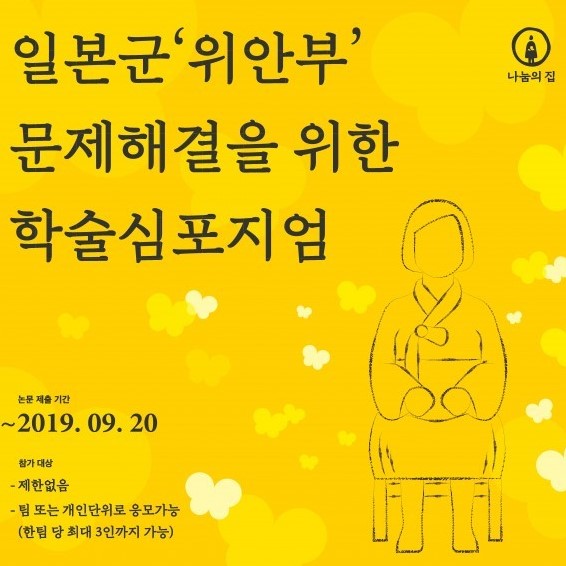 일본군‘위안부’
나눔의 집
문제해결을 위한
학술심포지엄
논문 제출 기간
~2019. 09. 20
참가 대상
- 제한없음
- 팀 또는 개인단위로 응모가능
(한팀 당 최대 3인까지 가능)